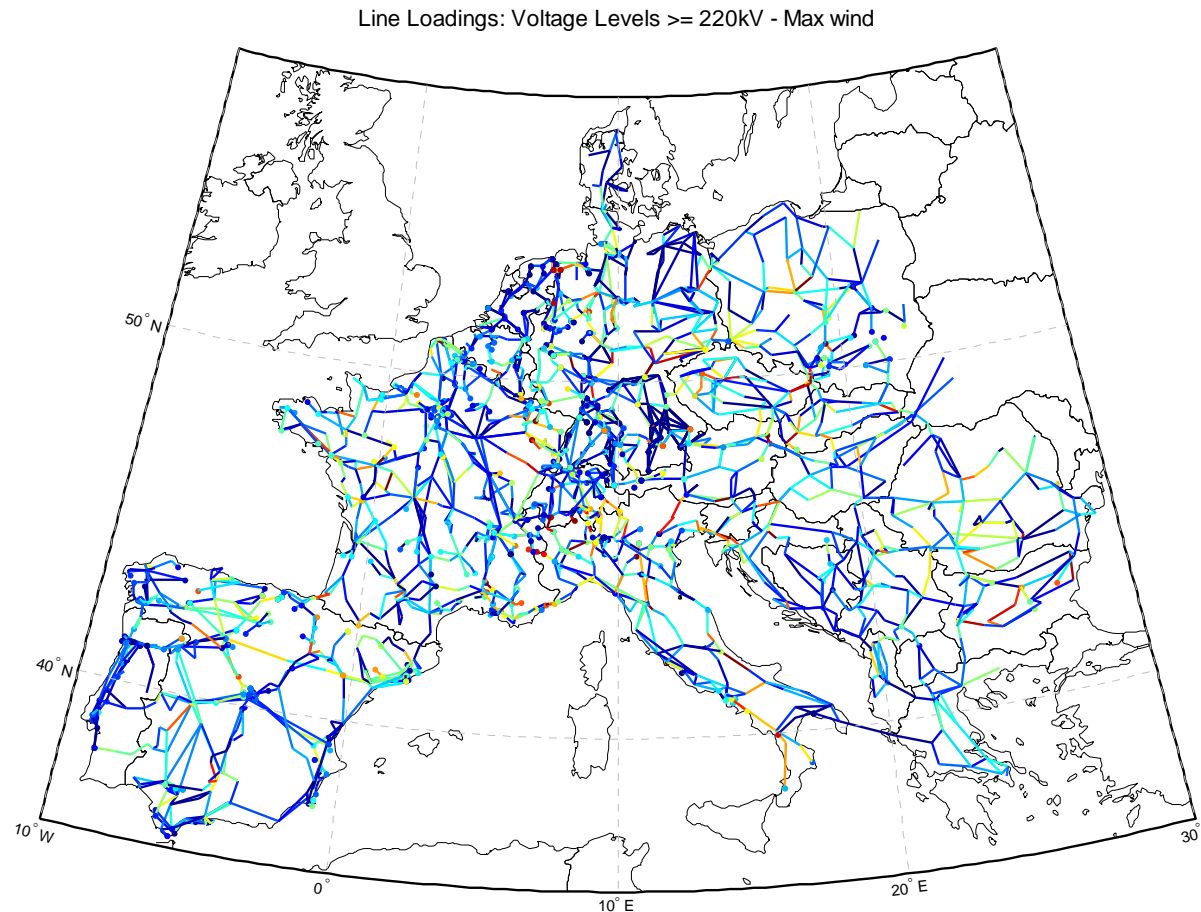 Line Loadings: Voltage Levels >= 220kV - Max wind
50° N
40° N
10° W
0°
10° E
20° E
30°